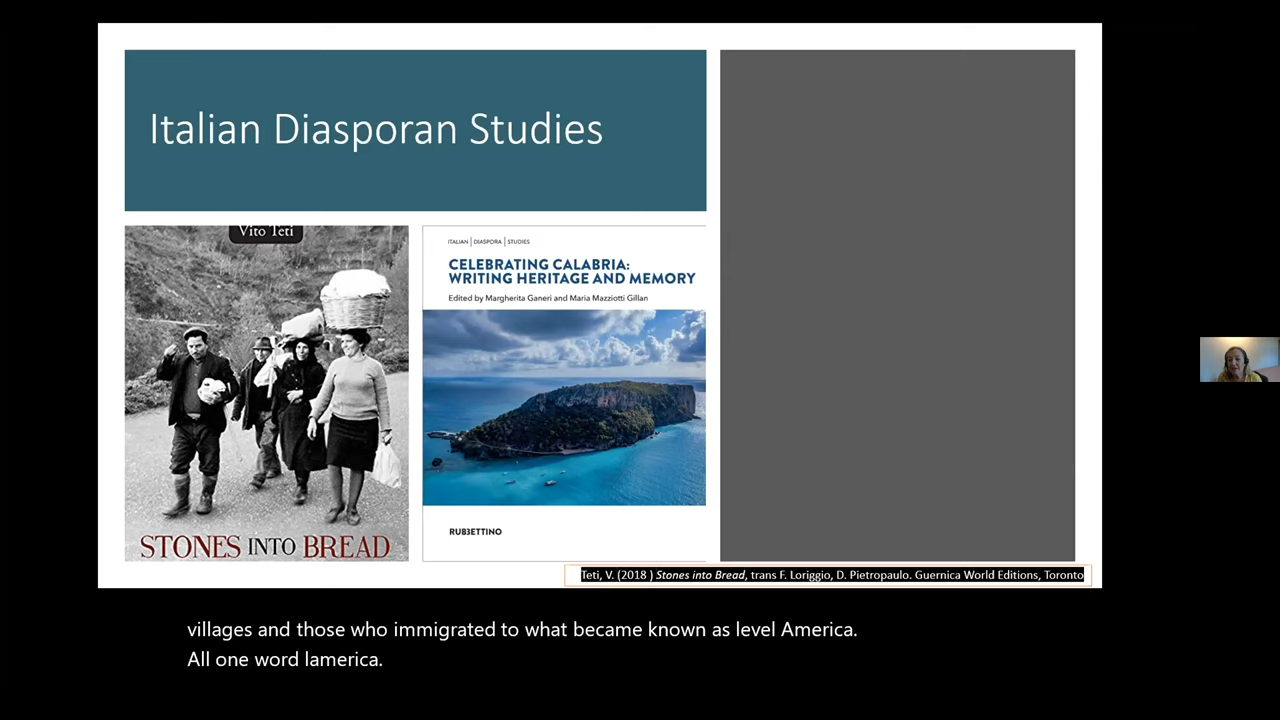 Italian Diasporan Studies
Vito Teti
STONES INTO BREAD
ITALIAN | DIASPORA | STUDIES
CELEBRATING CALABRIA:
WRITING HERITAGE AND MEMORY
Edited by Margherita Ganeri and Maria Mazziotti Gillan
RUBBETTINO
Teti, V. (2018 ) Stones into Bread, trans F. Loriggio, D. Pietropaulo. Guernica World Editions, Toronto
villages and those who immigrated to what became known as level America.
All one word lamerica.